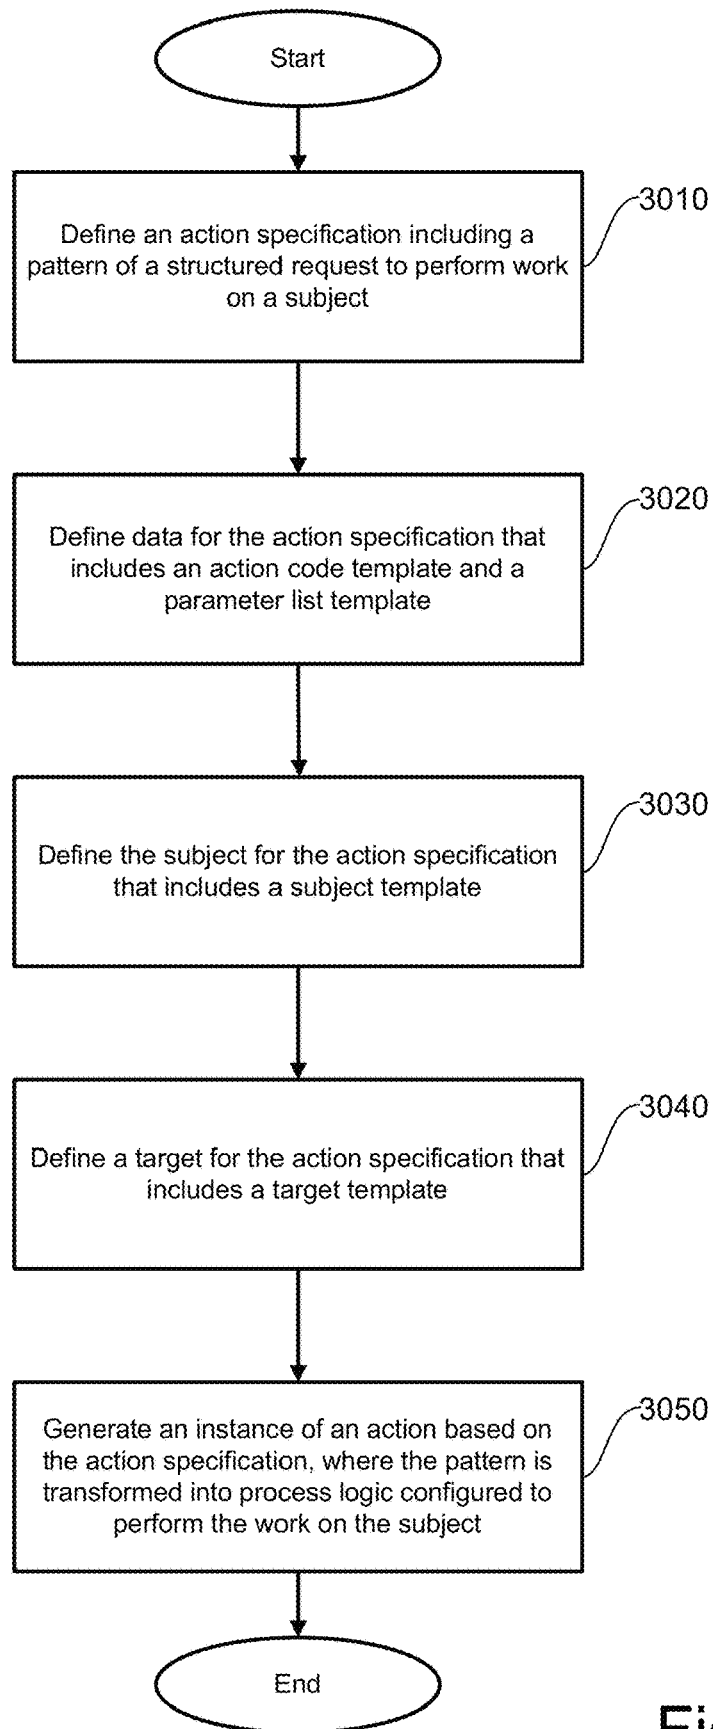 Start
3010
Define an action specification including a
pattern of a structured request to perform work
on a subject
3020
Define data for the action specification that
includes an action code template and a
parameter list template
3030
Define the subject for the action specification
that includes a subject template
3040
Define a target for the action specification that
includes a target template
3050
Generate an instance of an action based on
the action specification, where the pattern is
transformed into process logic configured to
perform the work on the subject
End